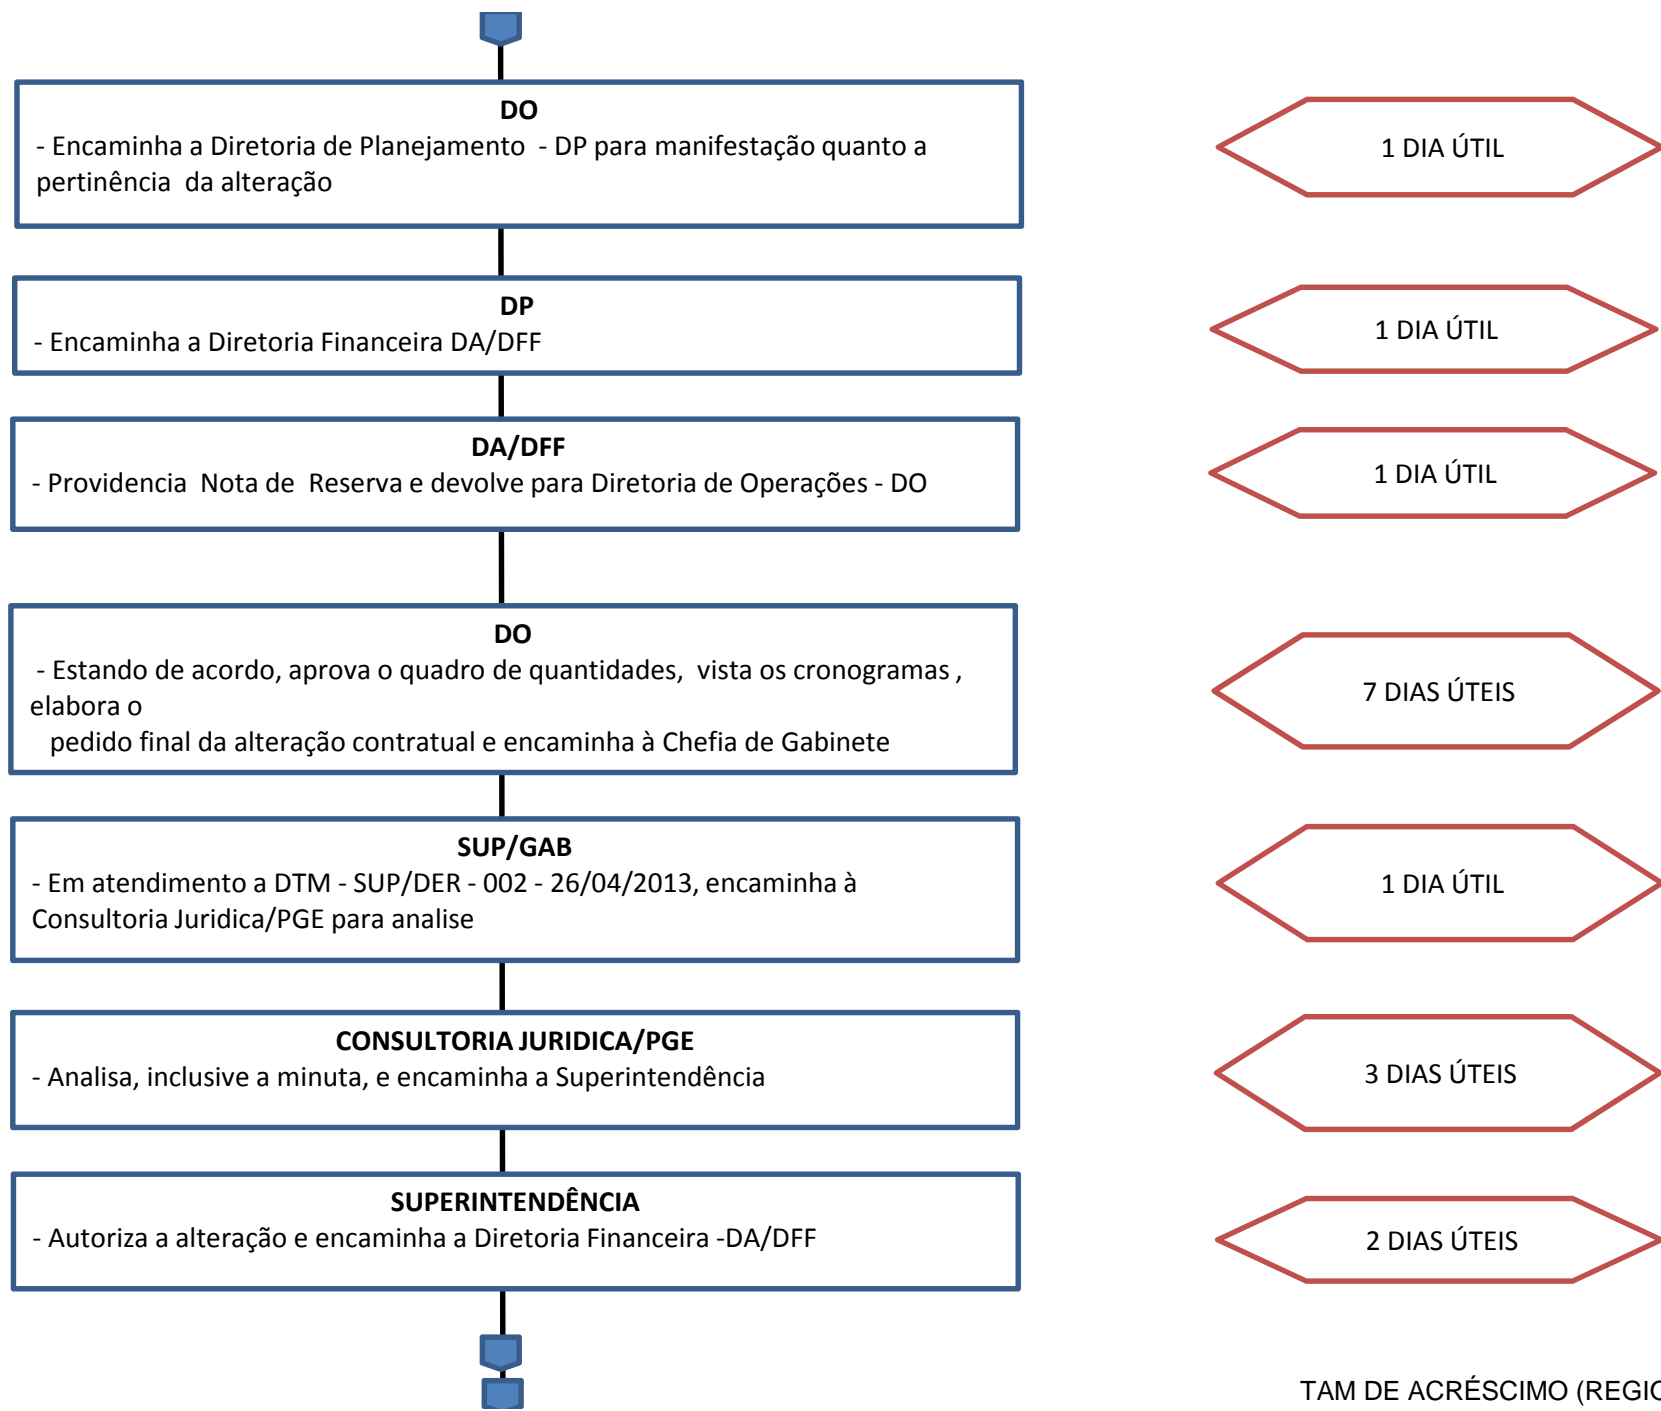 DO
- Encaminha a Diretoria de Planejamento - DP para manifestação quanto a
pertinência da alteração
1 DIA ÚTIL
DP
- Encaminha a Diretoria Financeira DA/DFF
1 DIA ÚTIL
DA/DFF
- Providencia Nota de Reserva e devolve para Diretoria de Operações - DO
1 DIA ÚTIL
DO
- Estando de acordo, aprova o quadro de quantidades, vista os cronogramas ,
elabora o
pedido final da alteração contratual e encaminha à Chefia de Gabinete
7 DIAS ÚTEIS
SUP/GAB
- Em atendimento a DTM - SUP/DER - 002 - 26/04/2013, encaminha à
Consultoria Juridica/PGE para analise
1 DIA ÚTIL
CONSULTORIA JURIDICA/PGE
- Analisa, inclusive a minuta, e encaminha a Superintendência
3 DIAS ÚTEIS
SUPERINTENDÊNCIA
- Autoriza a alteração e encaminha a Diretoria Financeira -DA/DFF
2 DIAS ÚTEIS
TAM DE ACRÉSCIMO